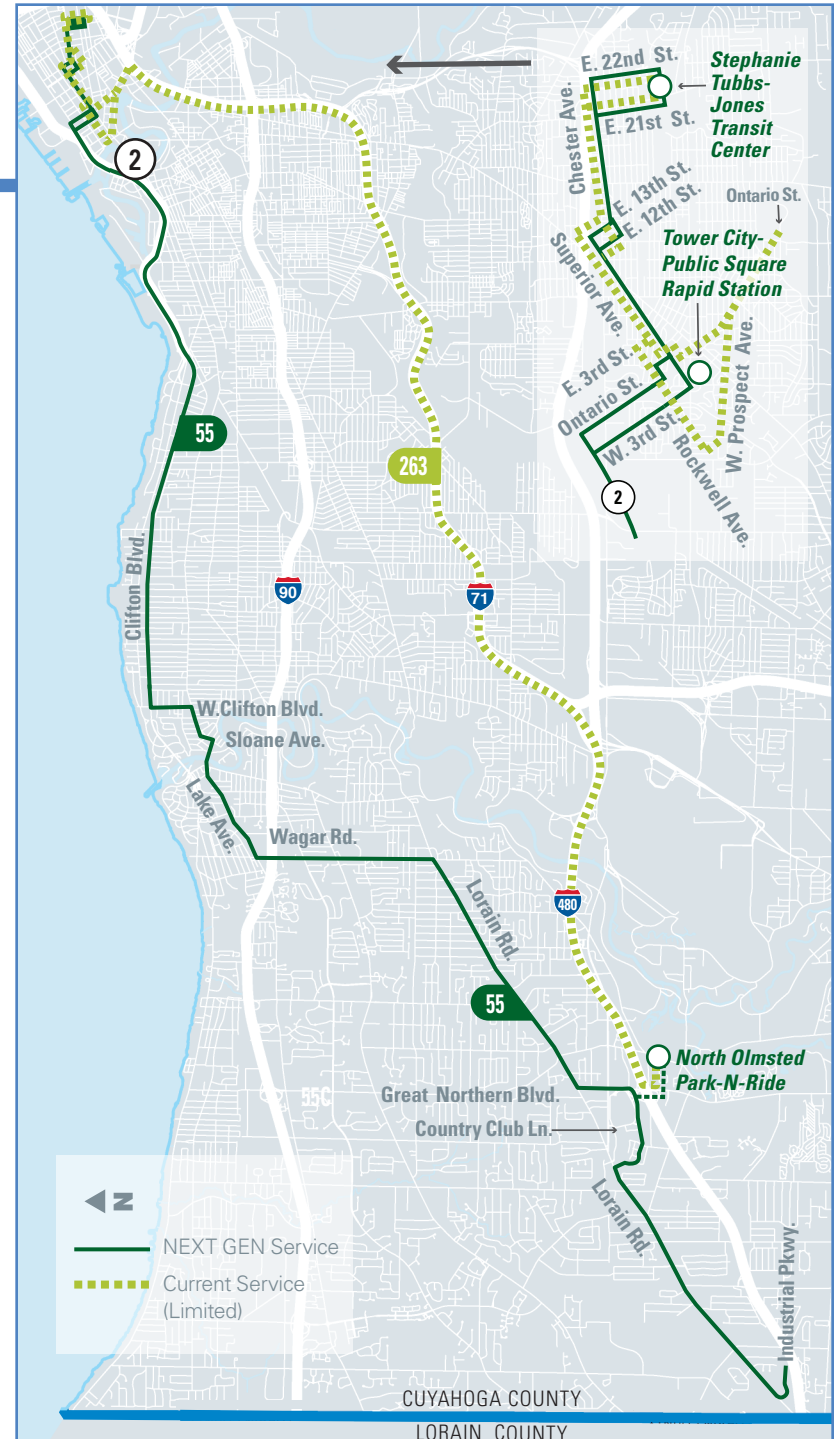 2
E. 22nd St.
Stephanie
Tubbs-
Jones
Transit
Center
E. 21st St.
Chester Ave.
E. 13th St.
E. 12th St.
Ontario St.
Tower City-
Public Square
Rapid Station
Superior Ave.
E. 3rd St.
Ontario St.
W. 3rd St.
W. Prospect Ave.
Rockwell Ave.
2
55
263
Clifton Blvd.
90
71
W.Clifton Blvd.
Sloane Ave.
Lake Ave.
Wagar Rd.
Lorain Rd.
480
55
North Olmsted
Park-N-Ride
55C
Great Northern Blvd.
Country Club Ln.
Lorain Rd.
Industrial Pkwy.
N
NEXT GEN Service
Current Service
(Limited)
CUYAHOGA COUNTY
LORAIN COUNTY